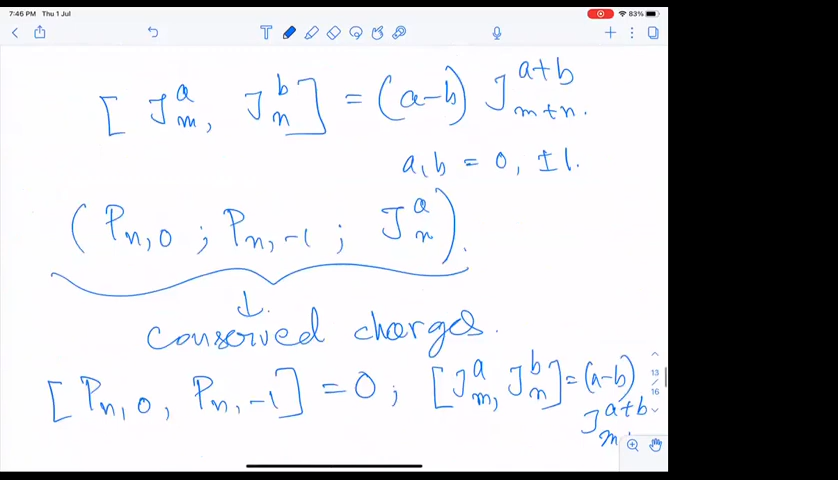 7:46 PM Thu 1 Jul 83%
[ J^a_m, J^b_n ] = (a-b) J^{a+b}_{m+n}.
a, b = 0, ±1.
( P_{n,0} ; P_{n,-1} ; J^a_n ).
↓
conserved charges.
[ P_{n,0}, P_{n,-1} ] = 0 ; [ J^a_m, J^b_n ] = (a-b)
J^{a+b}_m
13
/
16